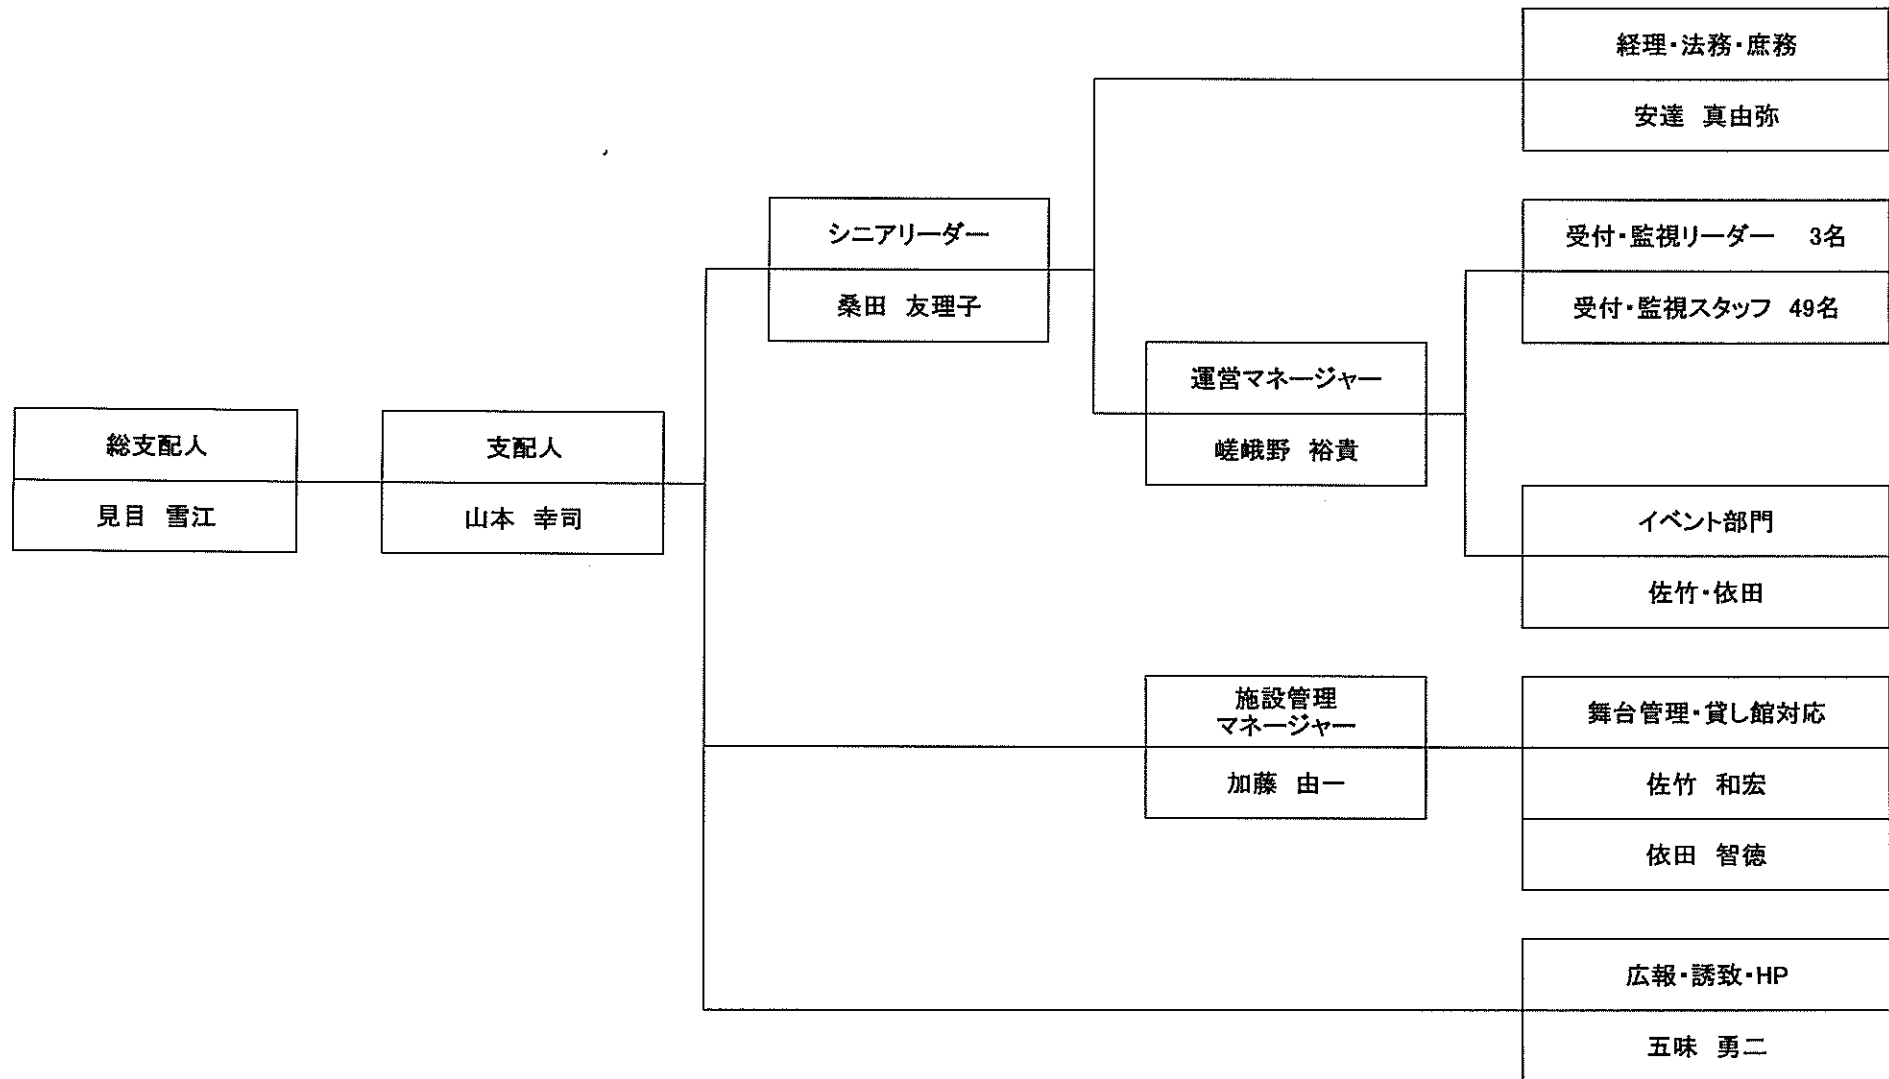 総支配人
見目 雪江
支配人
山本 幸司
シニアリーダー
桑田 友理子
経理・法務・庶務
安達 真由弥
運営マネージャー
嵯峨野 裕貴
受付・監視リーダー 3名
受付・監視スタッフ 49名
イベント部門
佐竹・依田
施設管理
マネージャー
加藤 由一
舞台管理・貸し館対応
佐竹 和宏
依田 智徳
広報・誘致・HP
五味 勇二